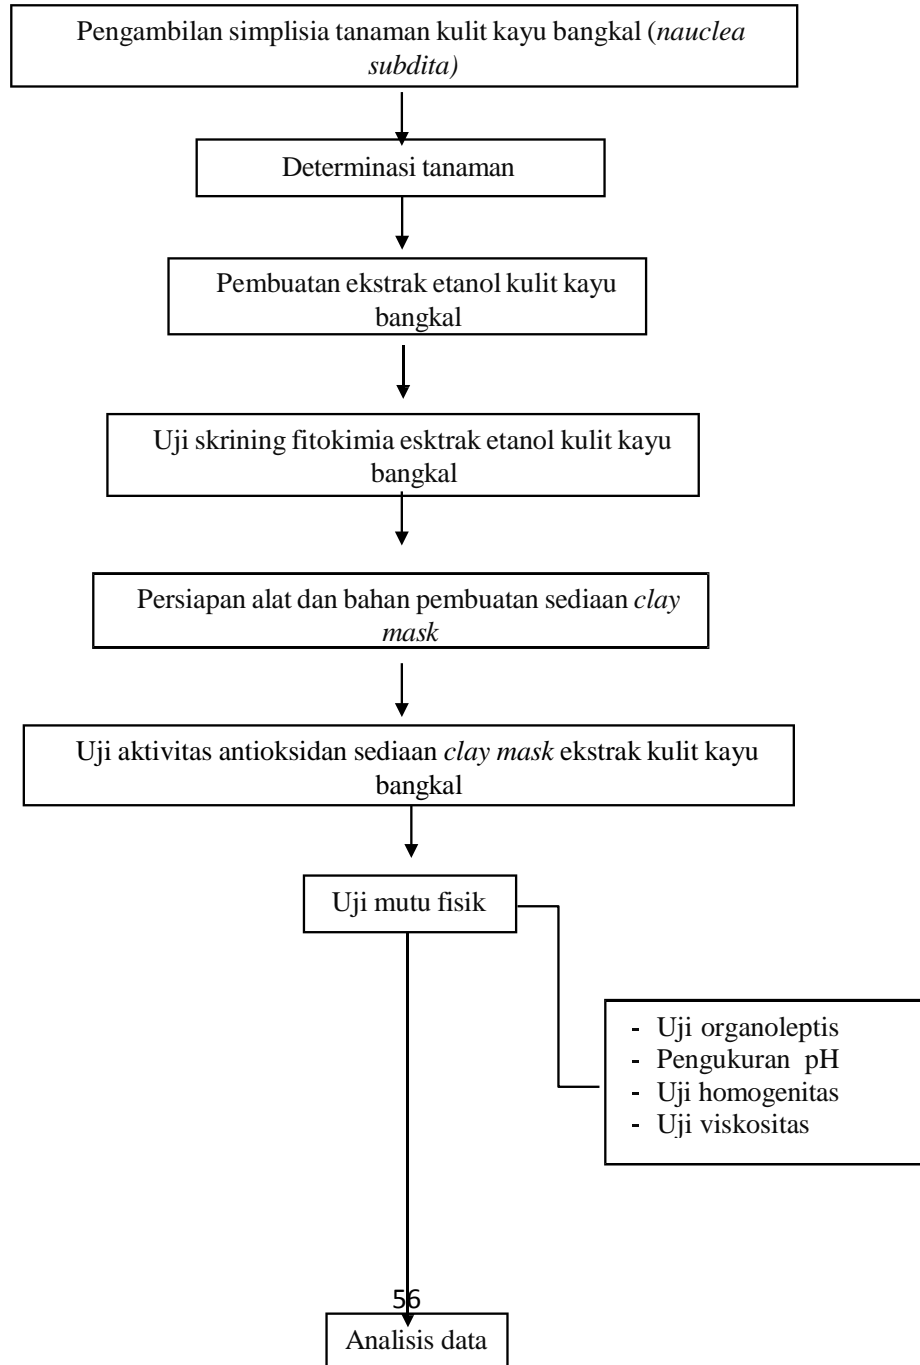 Pengambilan simplisia tanaman kulit kayu bangkal (nauclea
subdita)
Determinasi tanaman
Pembuatan ekstrak etanol kulit kayu
bangkal
Uji skrining fitokimia esktrak etanol kulit kayu
bangkal
Persiapan alat dan bahan pembuatan sediaan clay
mask
Uji aktivitas antioksidan sediaan clay mask ekstrak kulit kayu
bangkal
Uji mutu fisik
- Uji organoleptis
- Pengukuran pH
- Uji homogenitas
- Uji viskositas
56
Analisis data